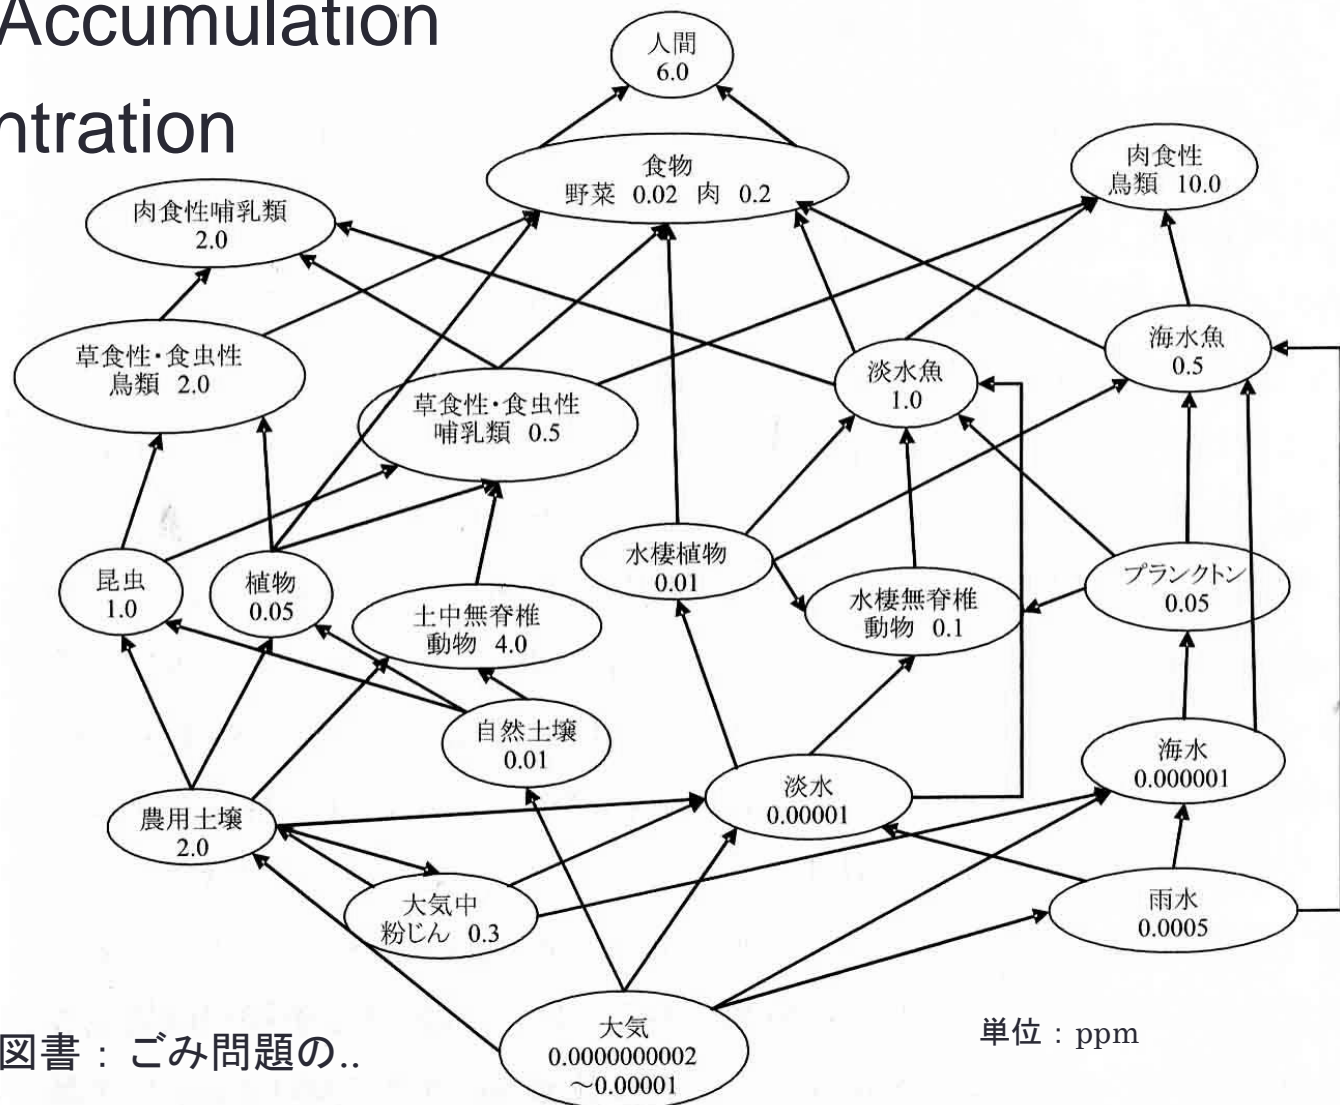 Accumulation
ntration
人間
6.0
食物
野菜 0.02 肉 0.2
肉食性
鳥類 10.0
肉食性哺乳類
2.0
草食性・食虫性
鳥類 2.0
草食性・食虫性
哺乳類 0.5
淡水魚
1.0
海水魚
0.5
昆虫
1.0
植物
0.05
土中無脊椎
動物 4.0
水棲植物
0.01
水棲無脊椎
動物 0.1
プランクトン
0.05
自然土壌
0.01
農用土壌
2.0
淡水
0.00001
海水
0.000001
大気中
粉じん 0.3
雨水
0.0005
大気
0.0000000002
〜0.00001
単位：ppm
図書：ごみ問題の..